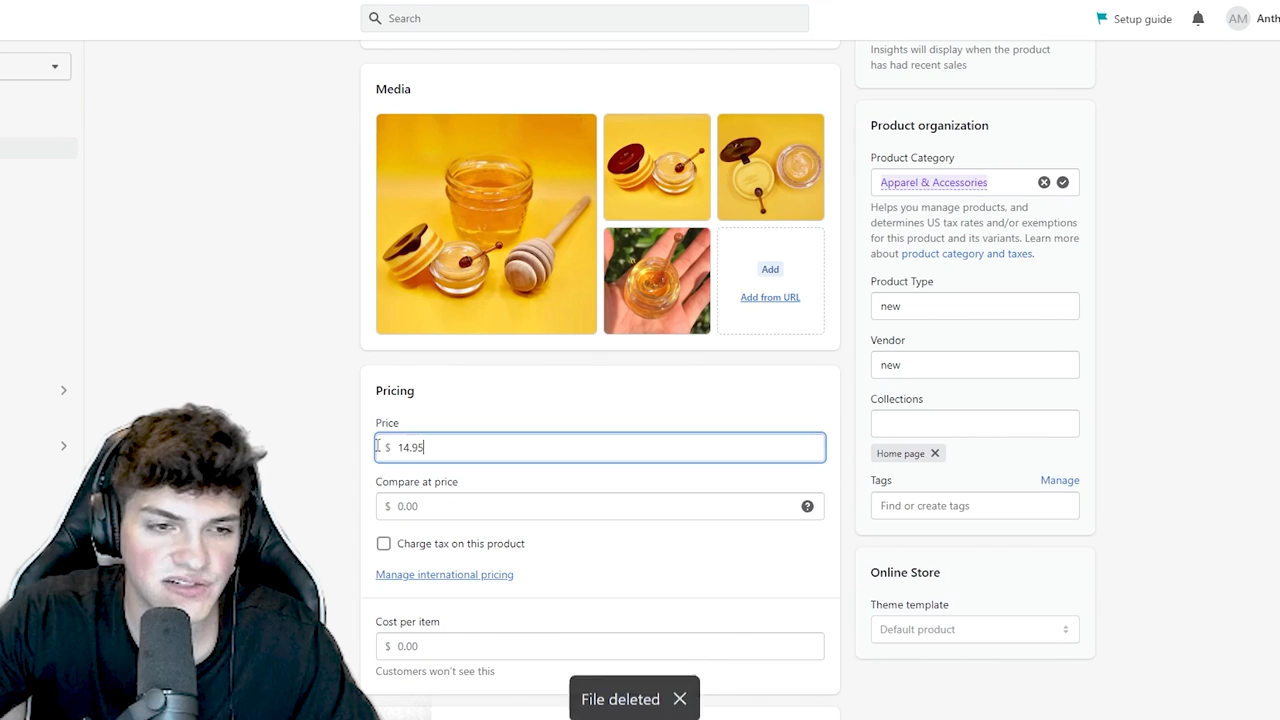 Search
Setup guide
AM
Anth
Insights will display when the product
has had recent sales
Media
Add
Add from URL
Product organization
Product Category
Apparel & Accessories
Helps you manage products, and
determines US tax rates and/or exemptions
for this product and its variants. Learn more
about product category and taxes.
Product Type
new
Vendor
new
Collections
Home page
Tags
Manage
Find or create tags
Pricing
Price
$ 14.95
Compare at price
$ 0.00
Charge tax on this product
Manage international pricing
Cost per item
$ 0.00
Customers won't see this
Online Store
Theme template
Default product
File deleted